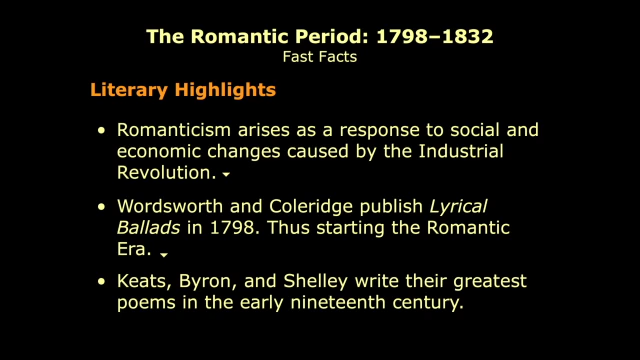 The Romantic Period: 1798–1832
Fast Facts
Literary Highlights
• Romanticism arises as a response to social and
economic changes caused by the Industrial
Revolution.
• Wordsworth and Coleridge publish Lyrical
Ballads in 1798. Thus starting the Romantic
Era.
• Keats, Byron, and Shelley write their greatest
poems in the early nineteenth century.